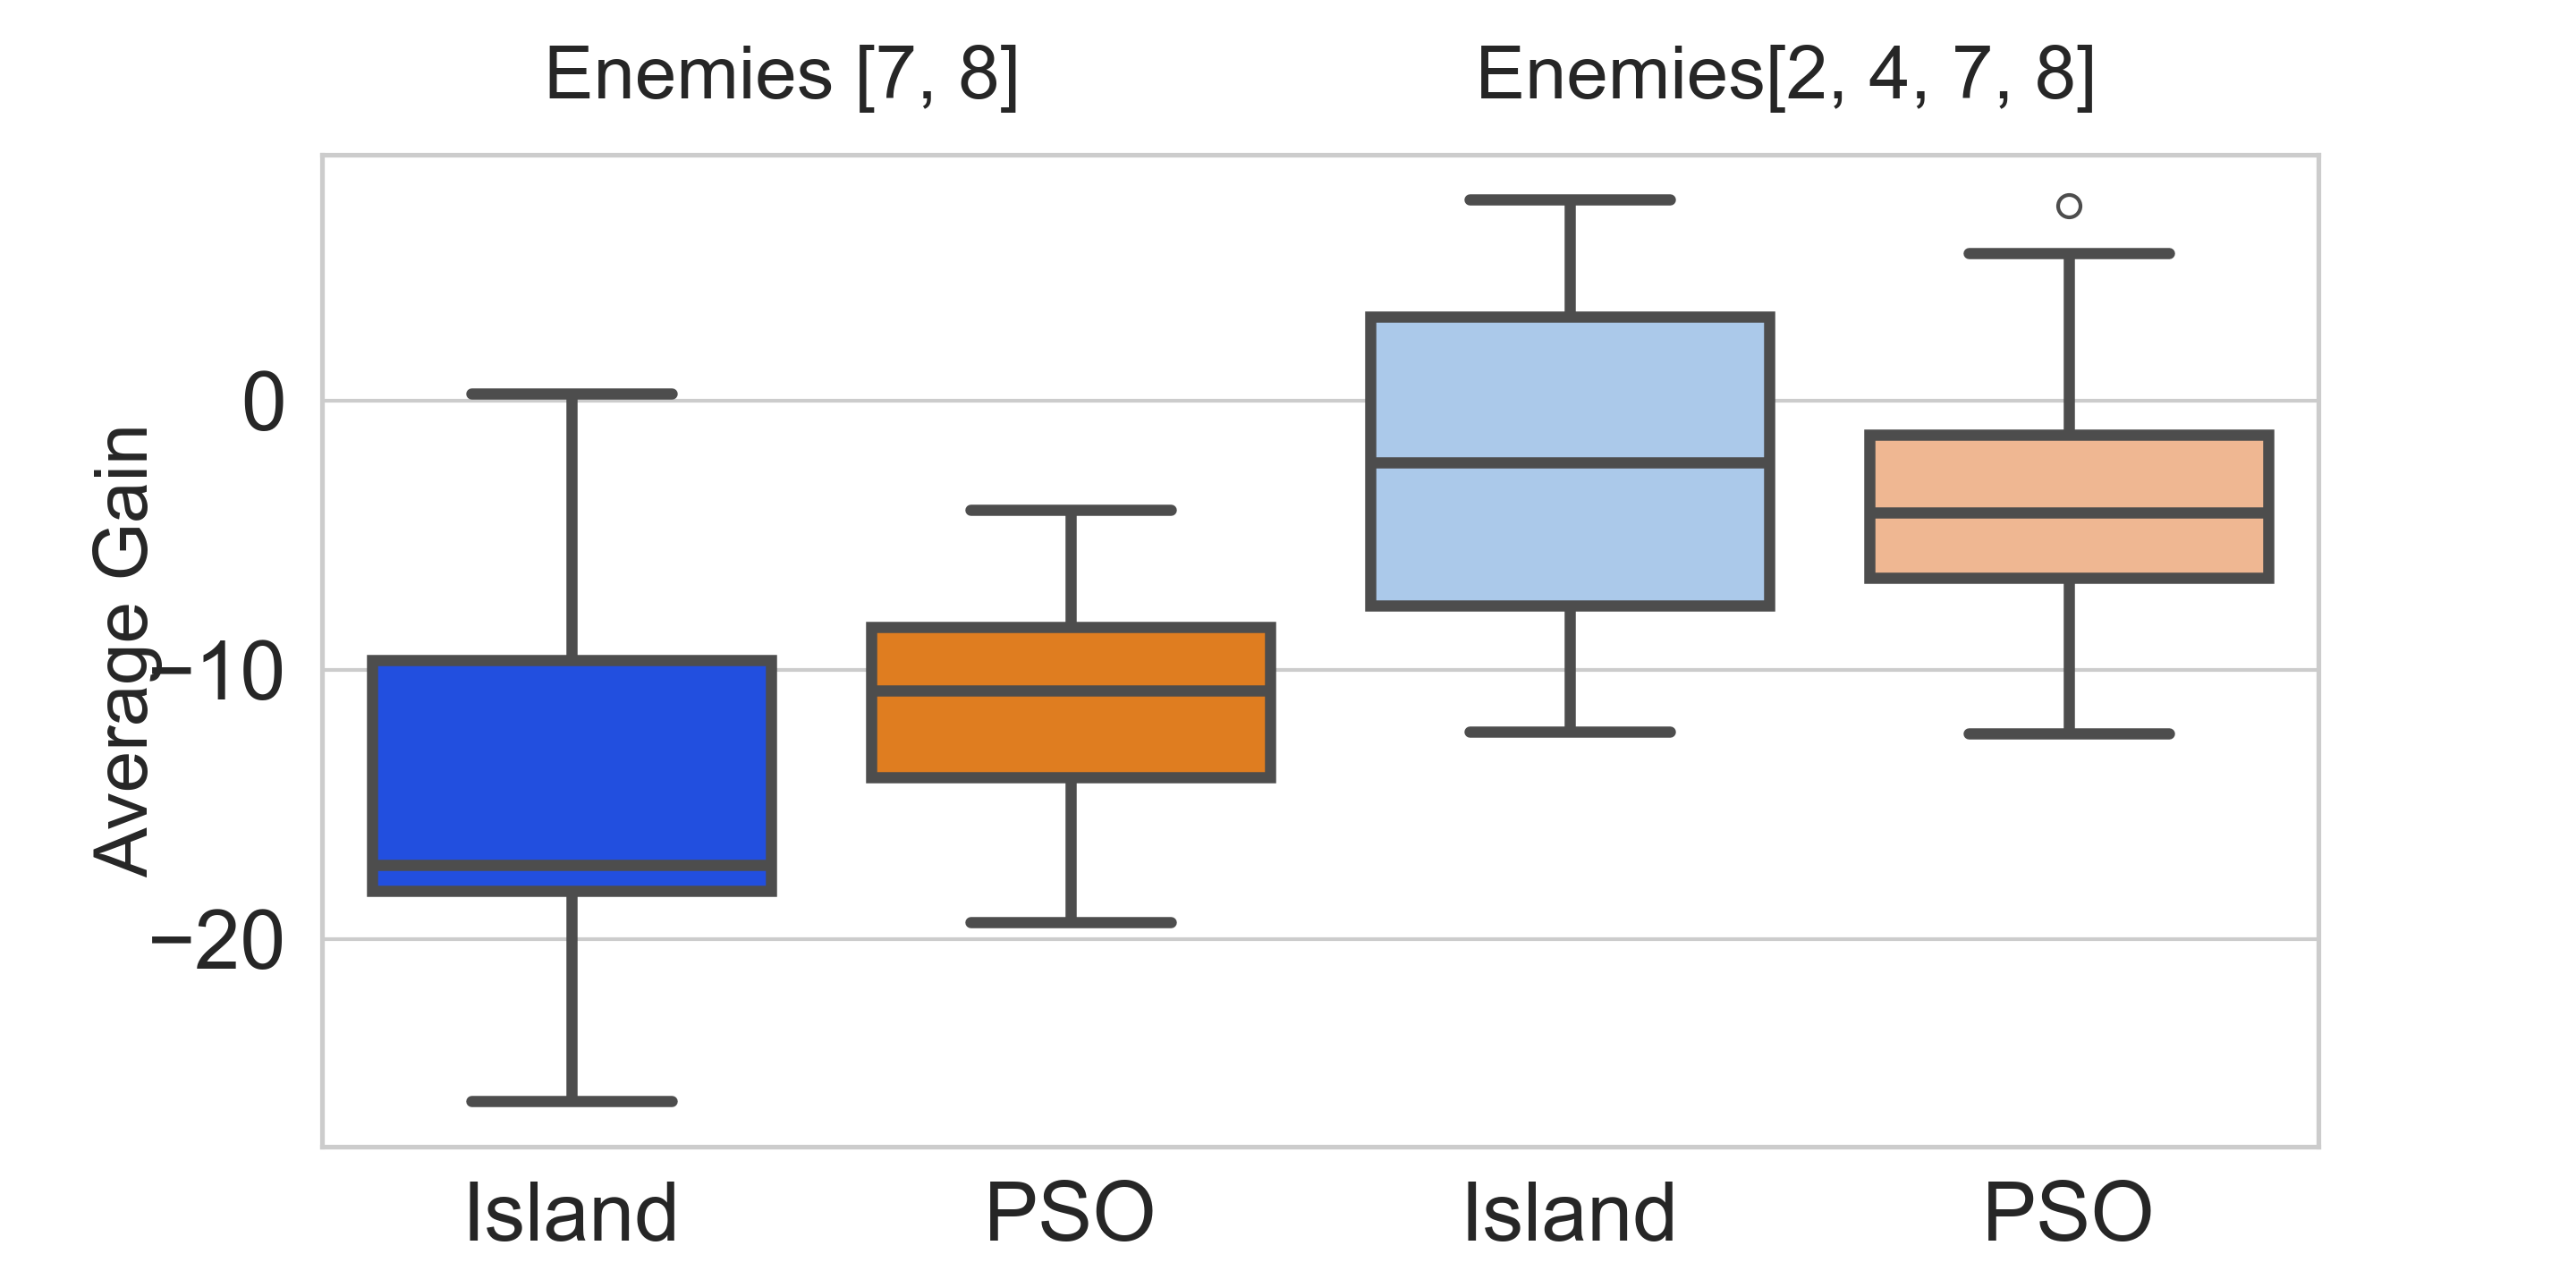 Enemies [7, 8]
Enemies[2, 4, 7, 8]
Average Gain
0
−10
−20
Island
PSO
Island
PSO